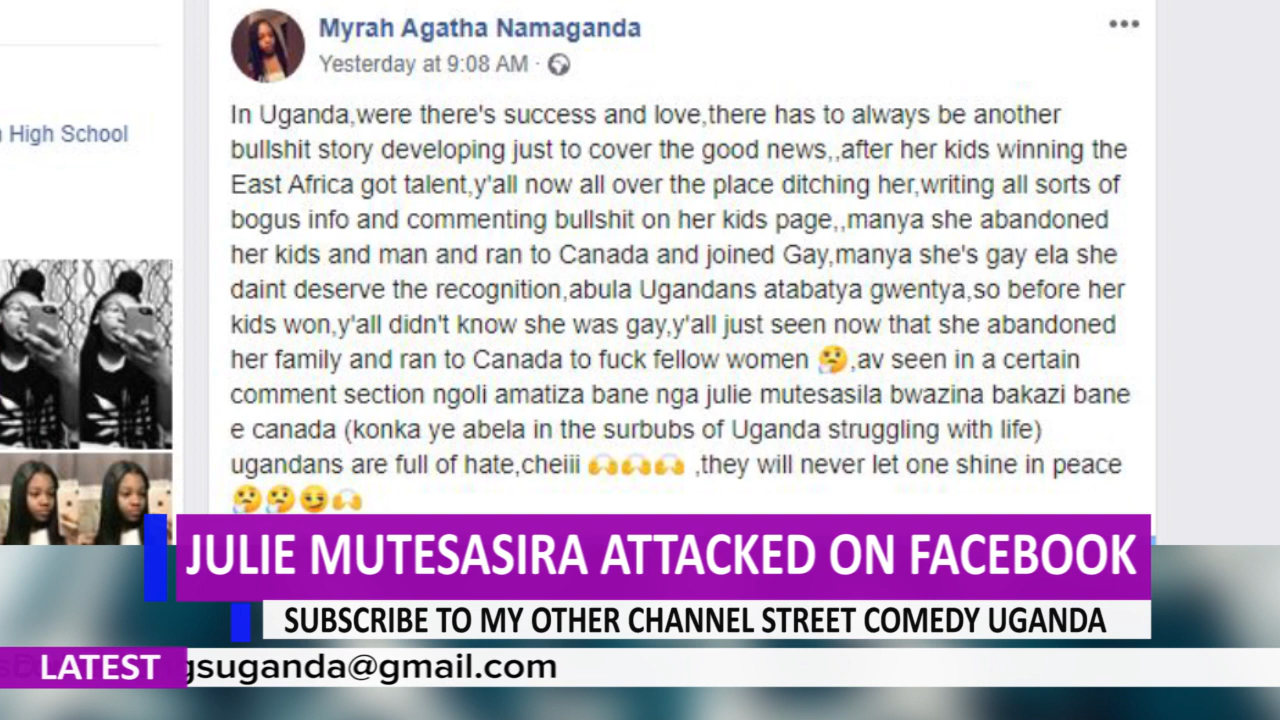 Myrah Agatha Namaganda
Yesterday at 9:08 AM ·
High School
In Uganda,were there's success and love,there has to always be another
bullshit story developing just to cover the good news,,after her kids winning the
East Africa got talent,y'all now all over the place ditching her,writing all sorts of
bogus info and commenting bullshit on her kids page,,manya she abandoned
her kids and man and ran to Canada and joined Gay,manya she's gay ela she
daint deserve the recognition,abula Ugandans atabatya gwentya,so before her
kids won,y'all didn't know she was gay,y'all just seen now that she abandoned
her family and ran to Canada to fuck fellow women 🤔,av seen in a certain
comment section ngoli amatiza bane nga julie mutesasila bwazina bakazi bane
e canada (konka ye abela in the surbubs of Uganda struggling with life)
ugandans are full of hate,cheiii 🙌🙌🙌 ,they will never let one shine in peace
🤔🤔😏🙌
JULIE MUTESASIRA ATTACKED ON FACEBOOK
SUBSCRIBE TO MY OTHER CHANNEL STREET COMEDY UGANDA
LATEST gsuganda@gmail.com